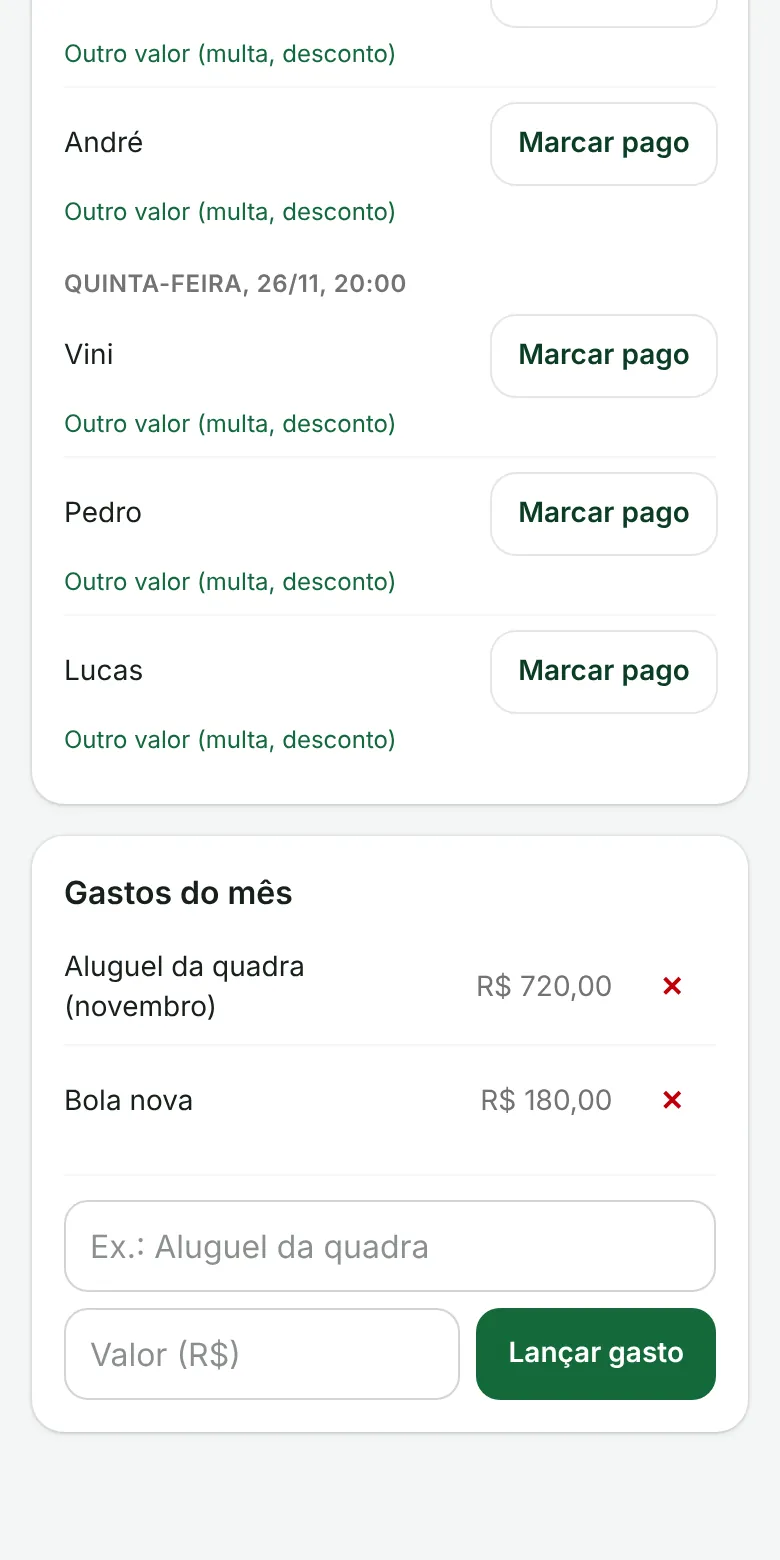 Outro valor (multa, desconto)
André
Marcar pago
Outro valor (multa, desconto)
QUINTA-FEIRA, 26/11, 20:00
Vini
Marcar pago
Outro valor (multa, desconto)
Pedro
Marcar pago
Outro valor (multa, desconto)
Lucas
Marcar pago
Outro valor (multa, desconto)
Gastos do mês
Aluguel da quadra
(novembro)
R$ 720,00
Bola nova
R$ 180,00
Ex.: Aluguel da quadra
Valor (R$)
Lançar gasto